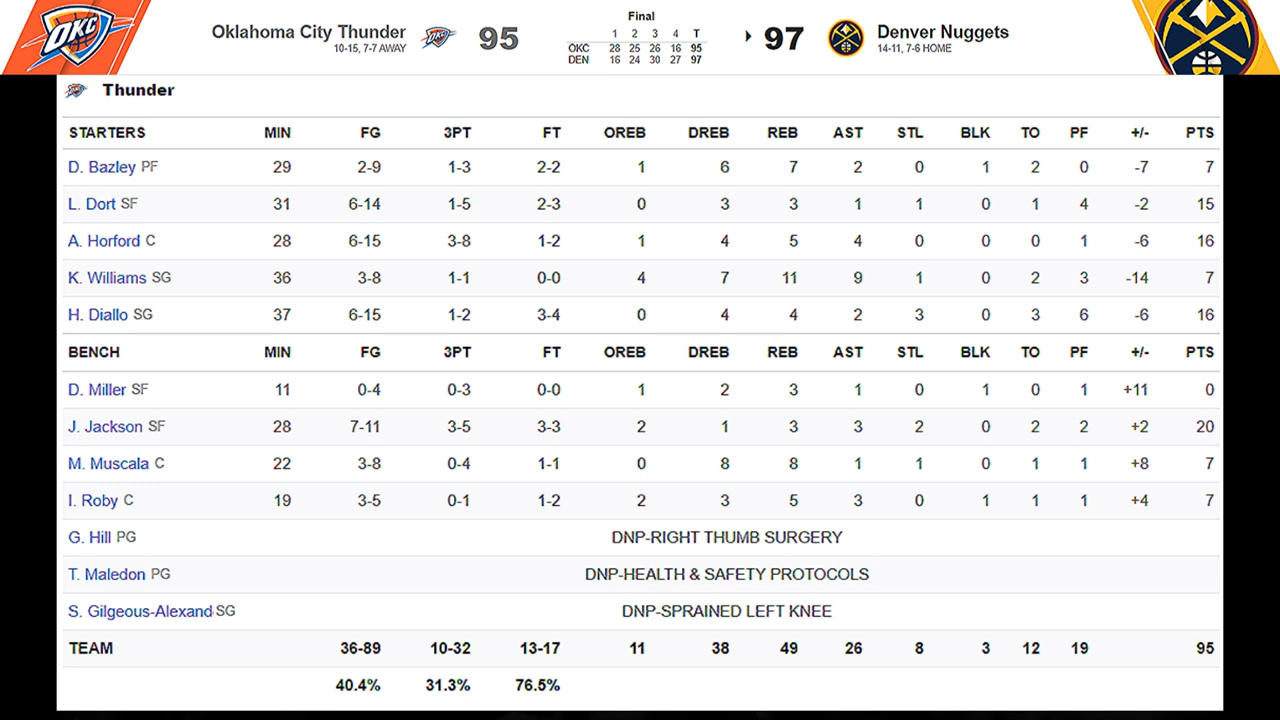 Final
Oklahoma City Thunder 95 97 Denver Nuggets
10-15, 7-7 AWAY 14-11, 7-6 HOME
1 2 3 4 T
OKC 28 25 26 16 95
DEN 16 24 30 27 97
OKC
OKC
OKC
Thunder
STARTERS MIN FG 3PT FT OREB DREB REB AST STL BLK TO PF +/- PTS
D. Bazley PF 29 2-9 1-3 2-2 1 6 7 2 0 1 2 0 -7 7
L. Dort SF 31 6-14 1-5 2-3 0 3 3 1 1 0 1 4 -2 15
A. Horford C 28 6-15 3-8 1-2 1 4 5 4 0 0 0 1 -6 16
K. Williams SG 36 3-8 1-1 0-0 4 7 11 9 1 0 2 3 -14 7
H. Diallo SG 37 6-15 1-2 3-4 0 4 4 2 3 0 3 6 -6 16
BENCH MIN FG 3PT FT OREB DREB REB AST STL BLK TO PF +/- PTS
D. Miller SF 11 0-4 0-3 0-0 1 2 3 1 0 1 0 1 +11 0
J. Jackson SF 28 7-11 3-5 3-3 2 1 3 3 2 0 2 2 +2 20
M. Muscala C 22 3-8 0-4 1-1 0 8 8 1 1 0 1 1 +8 7
I. Roby C 19 3-5 0-1 1-2 2 3 5 3 0 1 1 1 +4 7
G. Hill PG DNP-RIGHT THUMB SURGERY
T. Maledon PG DNP-HEALTH & SAFETY PROTOCOLS
S. Gilgeous-Alexand SG DNP-SPRAINED LEFT KNEE
TEAM 36-89 10-32 13-17 11 38 49 26 8 3 12 19 95
40.4% 31.3% 76.5%